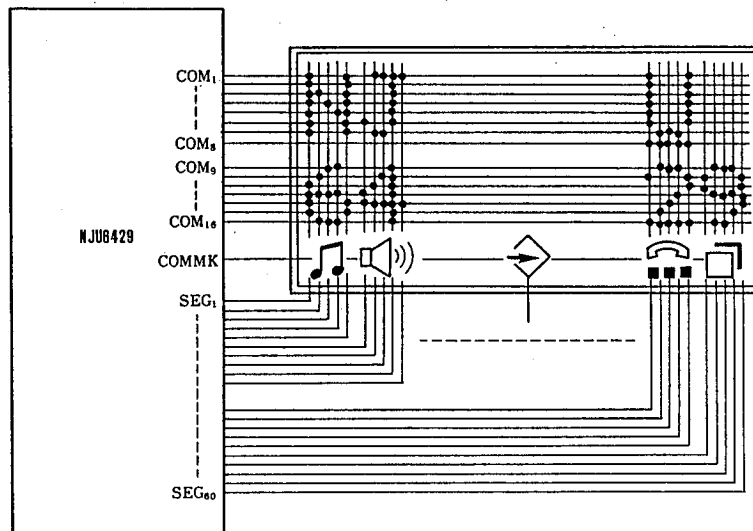 COM₁
COM₈
COM₉
COM₁₆
NJU6429
COMMK
SEG₁
SEG₆₀